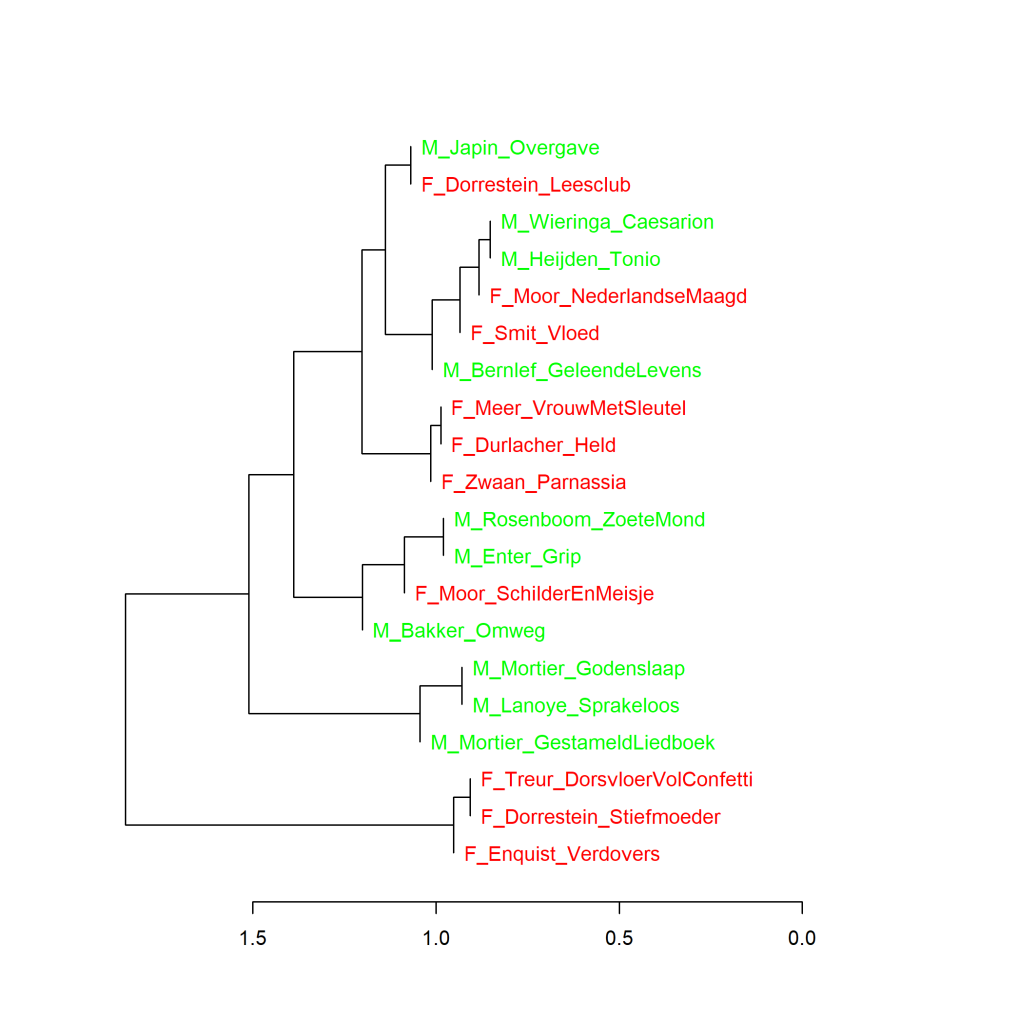 M_Japin_Overgave
F_Dorrestein_Leesclub
M_Wieringa_Caesarion
M_Heijden_Tonio
F_Moor_NederlandseMaagd
F_Smit_Vloed
M_Bernlef_GeleendeLevens
F_Meer_VrouwMetSleutel
F_Durlacher_Held
F_Zwaan_Parnassia
M_Rosenboom_ZoeteMond
M_Enter_Grip
F_Moor_SchilderEnMeisje
M_Bakker_Omweg
M_Mortier_Godenslaap
M_Lanoye_Sprakeloos
M_Mortier_GestameldLiedboek
F_Treur_DorsvloerVolConfetti
F_Dorrestein_Stiefmoeder
F_Enquist_Verdovers
1.5 1.0 0.5 0.0